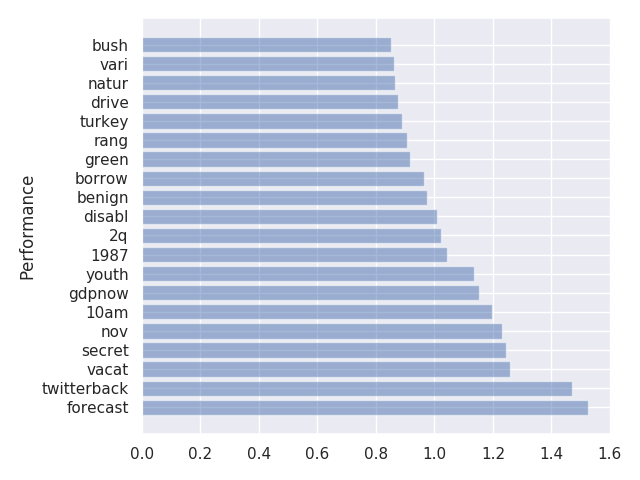 Performance
bush
vari
natur
drive
turkey
rang
green
borrow
benign
disabl
2q
1987
youth
gdpnow
10am
nov
secret
vacat
twitterback
forecast
0.0 0.2 0.4 0.6 0.8 1.0 1.2 1.4 1.6